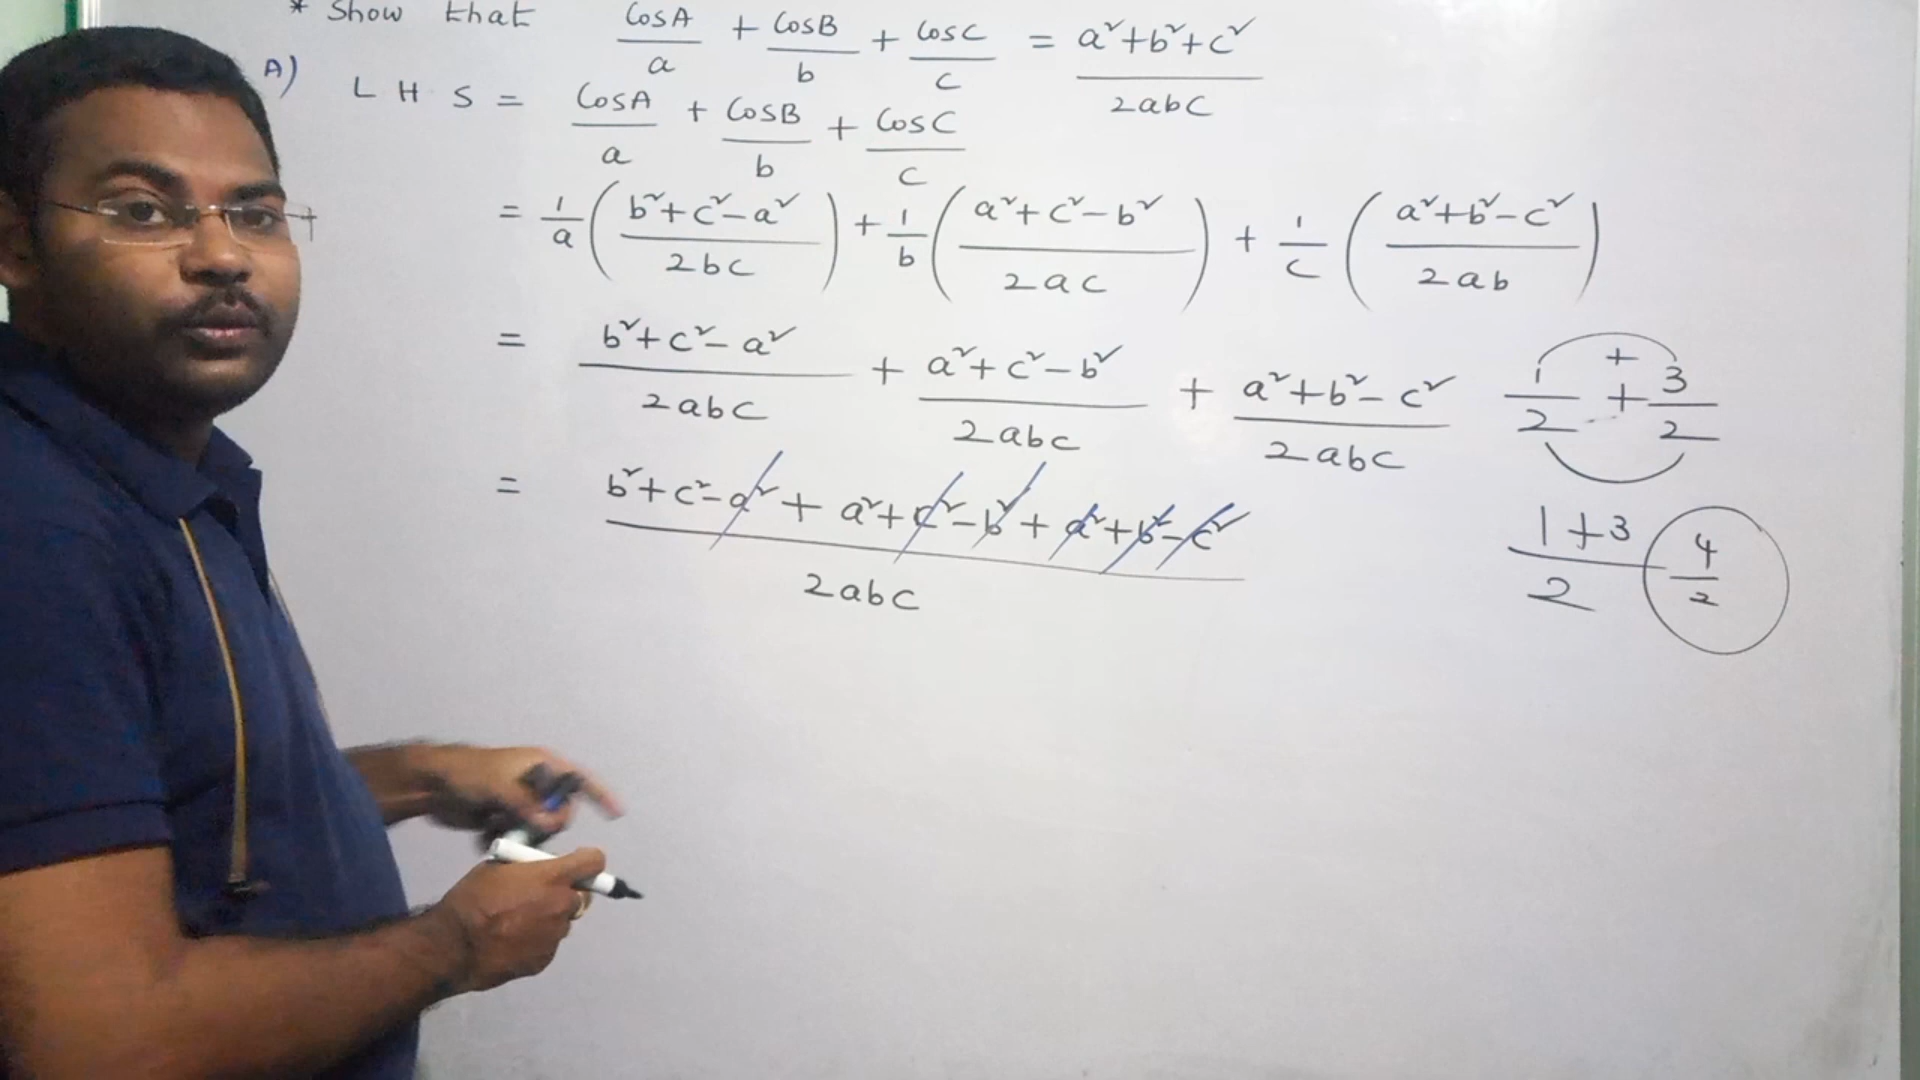 * Show that CosA/a + CosB/b + CosC/c = a²+b²+c²/2abc
A) LHS = CosA/a + CosB/b + CosC/c
= 1/a (b²+c²-a²/2bc) + 1/b (a²+c²-b²/2ac) + 1/c (a²+b²-c²/2ab)
= b²+c²-a²/2abc + a²+c²-b²/2abc + a²+b²-c²/2abc
= b²+c²-a²+a²+c²-b²+a²+b²-c²/2abc
+
1/2 + 3/2
1+3/2 4/2